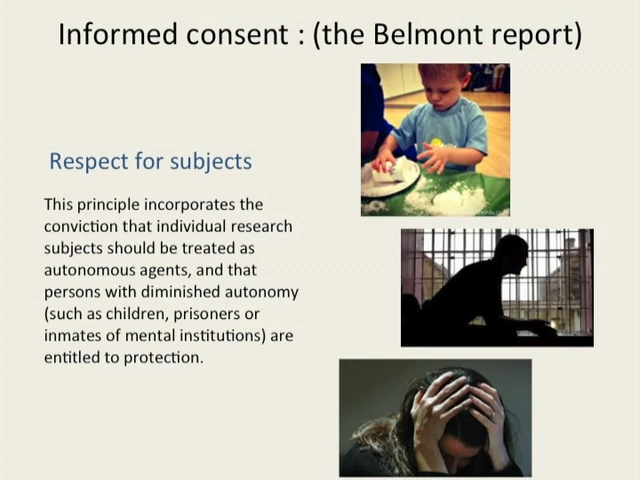 Informed consent : (the Belmont report)
Respect for subjects
This principle incorporates the
conviction that individual research
subjects should be treated as
autonomous agents, and that
persons with diminished autonomy
(such as children, prisoners or
inmates of mental institutions) are
entitled to protection.